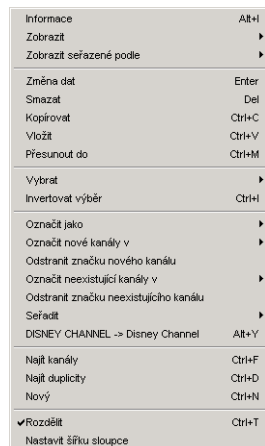 Informace Alt+I
Zobrazit
Zobrazit seřazené podle
Změna dat Enter
Smazat Del
Kopírovat Ctrl+C
Vložit Ctrl+V
Přesunout do Ctrl+M
Vybrat
Invertovat výběr Ctrl+I
Označit jako
Označit nové kanály v
Odstranit značku nového kanálu
Označit neexistující kanály v
Odstranit značku neexistujícího kanálu
Seřadit
DISNEY CHANNEL -> Disney Channel Alt+Y
Najít kanály Ctrl+F
Najít duplicity Ctrl+D
Nový Ctrl+N
Rozdělit Ctrl+T
Nastavit šířku sloupce